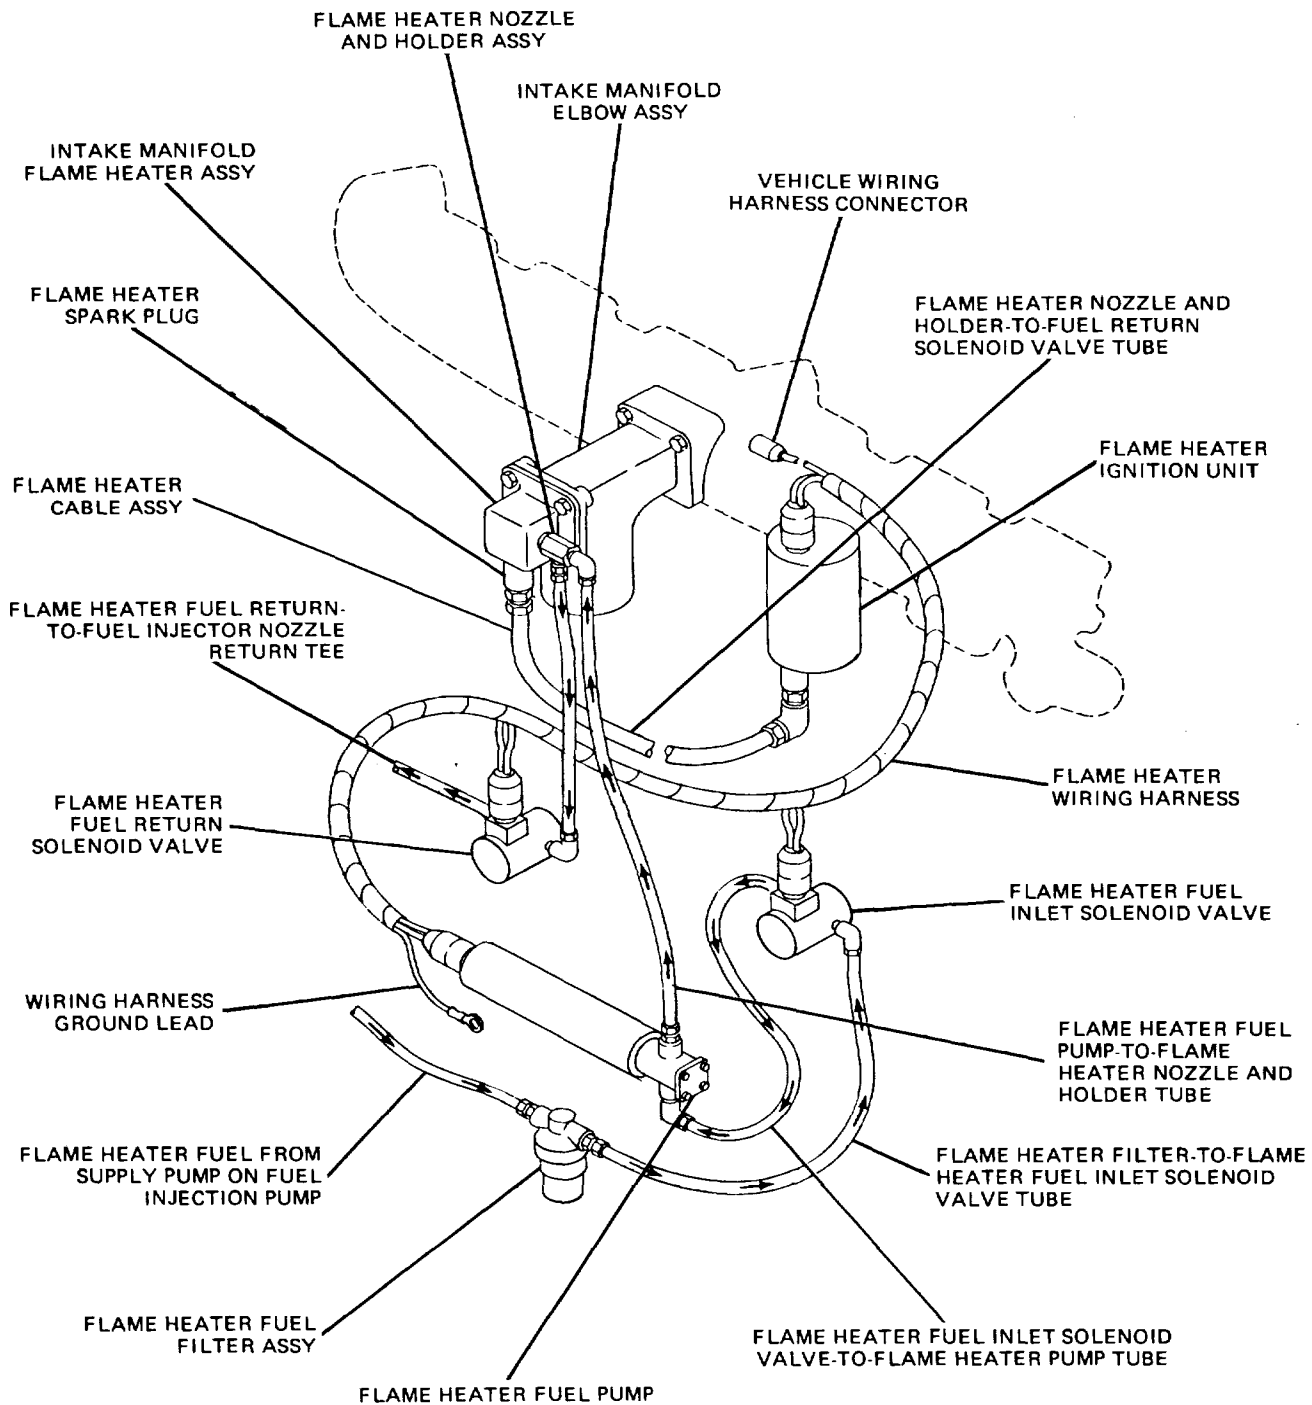 FLAME HEATER NOZZLE
AND HOLDER ASSY
INTAKE MANIFOLD
ELBOW ASSY
INTAKE MANIFOLD
FLAME HEATER ASSY
VEHICLE WIRING
HARNESS CONNECTOR
FLAME HEATER
SPARK PLUG
FLAME HEATER NOZZLE AND
HOLDER-TO-FUEL RETURN
SOLENOID VALVE TUBE
FLAME HEATER
IGNITION UNIT
FLAME HEATER
CABLE ASSY
FLAME HEATER FUEL RETURN-
TO-FUEL INJECTOR NOZZLE
RETURN TEE
FLAME HEATER
WIRING HARNESS
FLAME HEATER
FUEL RETURN
SOLENOID VALVE
FLAME HEATER FUEL
INLET SOLENOID VALVE
WIRING HARNESS
GROUND LEAD
FLAME HEATER FUEL
PUMP-TO-FLAME
HEATER NOZZLE AND
HOLDER TUBE
FLAME HEATER FUEL FROM
SUPPLY PUMP ON FUEL
INJECTION PUMP
FLAME HEATER FILTER-TO-FLAME
HEATER FUEL INLET SOLENOID
VALVE TUBE
FLAME HEATER FUEL
FILTER ASSY
FLAME HEATER FUEL INLET SOLENOID
VALVE-TO-FLAME HEATER PUMP TUBE
FLAME HEATER FUEL PUMP